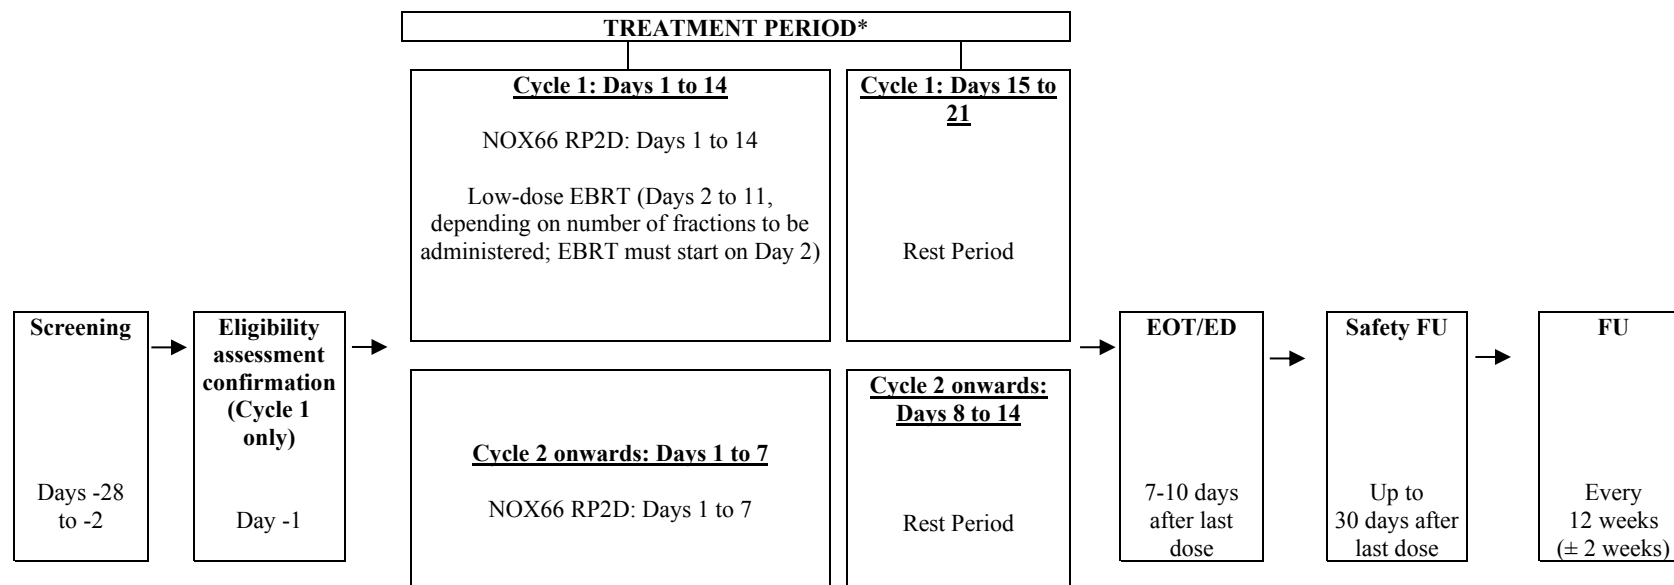 TREATMENT PERIOD*
Cycle 1: Days 1 to 14
NOX66 RP2D: Days 1 to 14
Low-dose EBRT (Days 2 to 11,
depending on number of fractions to be
administered; EBRT must start on Day 2)
Cycle 1: Days 15 to
21
Rest Period
Screening
Days -28
to -2
Eligibility
assessment
confirmation
(Cycle 1
only)
Day -1
Cycle 2 onwards: Days 1 to 7
NOX66 RP2D: Days 1 to 7
Cycle 2 onwards:
Days 8 to 14
Rest Period
EOT/ED
7-10 days
after last
dose
Safety FU
Up to
30 days after
last dose
FU
Every
12 weeks
(± 2 weeks)